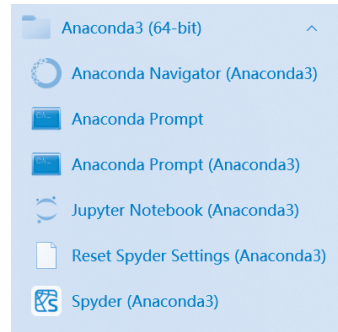 Anaconda3 (64-bit)
Anaconda Navigator (Anaconda3)
Anaconda Prompt
Anaconda Prompt (Anaconda3)
Jupyter Notebook (Anaconda3)
Reset Spyder Settings (Anaconda3)
Spyder (Anaconda3)